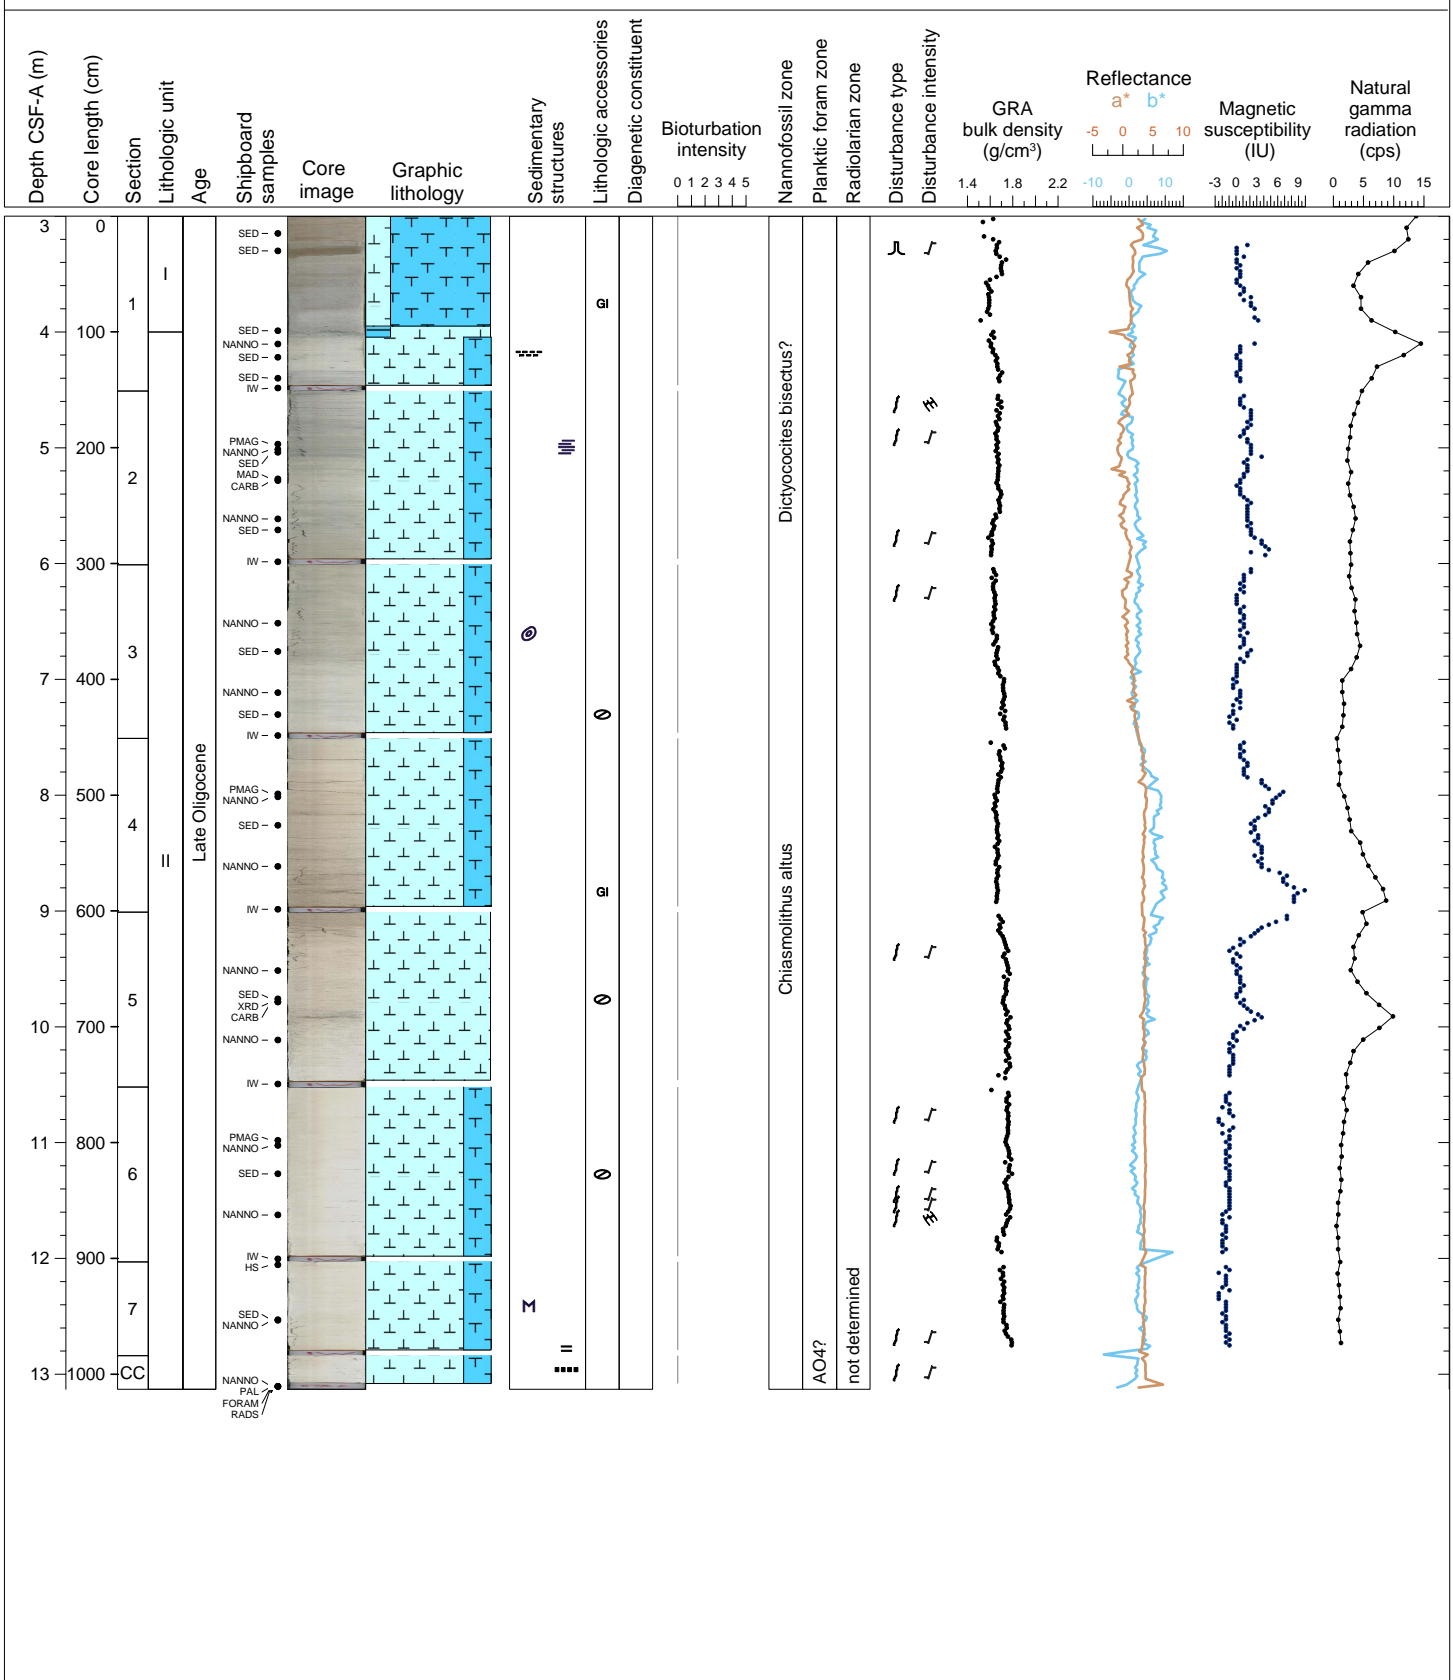 Depth CSF-A (m)
Core length (cm)
Section
Lithologic unit
Age
Shipboard
samples
Core
image
Graphic
lithology
Sedimentary
structures
Lithologic accessories
Diagenetic constituent
Bioturbation
intensity
0 1 2 3 4 5
Nannofossil zone
Planktic foram zone
Radiolarian zone
Disturbance type
Disturbance intensity
GRA
bulk density
(g/cm³)
1.4 1.8 2.2
Reflectance
a* b*
-5 0 5 10
-10 0 10
Magnetic
susceptibility
(IU)
-3 0 3 6 9
Natural
gamma
radiation
(cps)
0 5 10 15
3
4
5
6
7
8
9
10
11
12
13
0
100
200
300
400
500
600
700
800
900
1000
1
2
3
4
5
6
7
CC
I
II
Late Oligocene
SED
SED
SED
NANNO
SED
SED
IW
PMAG
NANNO
SED
MAD
CARB
NANNO
SED
IW
NANNO
SED
NANNO
SED
IW
PMAG
NANNO
SED
NANNO
IW
NANNO
SED
XRD
CARB
NANNO
IW
PMAG
NANNO
SED
NANNO
IW
HS
SED
NANNO
NANNO
PAL
FORAM
RADS
M
GI
GI
Dictyococites bisectus?
Chiasmolithus altus
AO4?
not determined